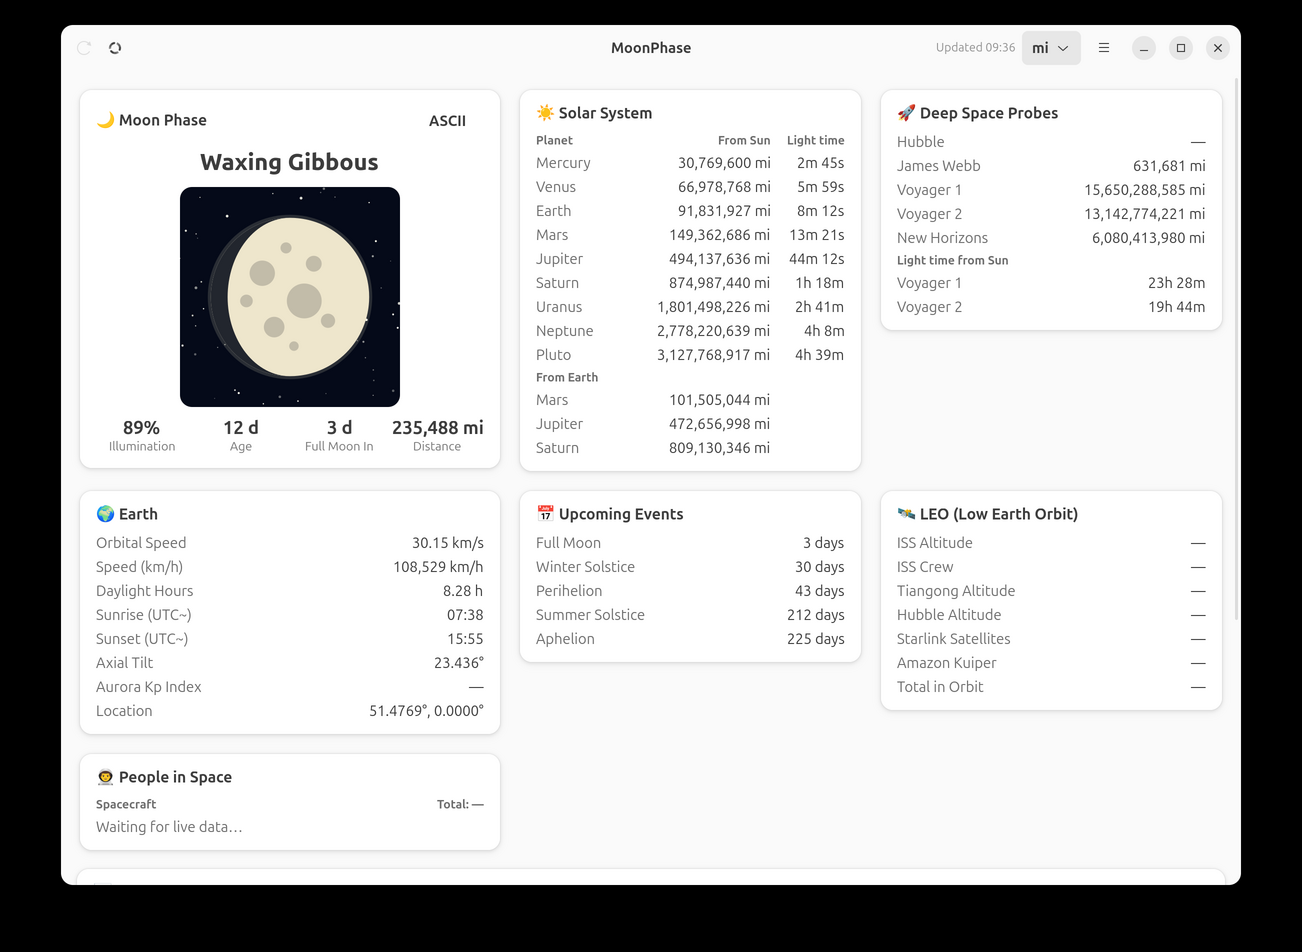 MoonPhase
Updated 09:36
mi
🌙 Moon Phase
ASCII
Waxing Gibbous
89% 12 d 3 d 235,488 mi
Illumination Age Full Moon In Distance
☀️ Solar System
Planet From Sun Light time
Mercury 30,769,600 mi 2m 45s
Venus 66,978,768 mi 5m 59s
Earth 91,831,927 mi 8m 12s
Mars 149,362,686 mi 13m 21s
Jupiter 494,137,636 mi 44m 12s
Saturn 874,987,440 mi 1h 18m
Uranus 1,801,498,226 mi 2h 41m
Neptune 2,778,220,639 mi 4h 8m
Pluto 3,127,768,917 mi 4h 39m
From Earth
Mars 101,505,044 mi
Jupiter 472,656,998 mi
Saturn 809,130,346 mi
🚀 Deep Space Probes
Hubble —
James Webb 631,681 mi
Voyager 1 15,650,288,585 mi
Voyager 2 13,142,774,221 mi
New Horizons 6,080,413,980 mi
Light time from Sun
Voyager 1 23h 28m
Voyager 2 19h 44m
🌍 Earth
Orbital Speed 30.15 km/s
Speed (km/h) 108,529 km/h
Daylight Hours 8.28 h
Sunrise (UTC~) 07:38
Sunset (UTC~) 15:55
Axial Tilt 23.436°
Aurora Kp Index —
Location 51.4769°, 0.0000°
📅 Upcoming Events
Full Moon 3 days
Winter Solstice 30 days
Perihelion 43 days
Summer Solstice 212 days
Aphelion 225 days
🛰️ LEO (Low Earth Orbit)
ISS Altitude —
ISS Crew —
Tiangong Altitude —
Hubble Altitude —
Starlink Satellites —
Amazon Kuiper —
Total in Orbit —
👨‍🚀 People in Space
Spacecraft Total: —
Waiting for live data…